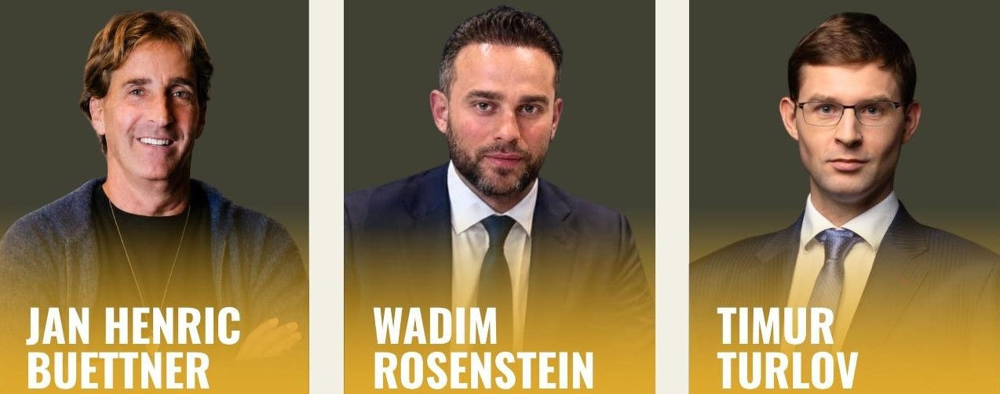 JAN HENRIC
BUETTNER
WADIM
ROSENSTEIN
TIMUR
TURLOV